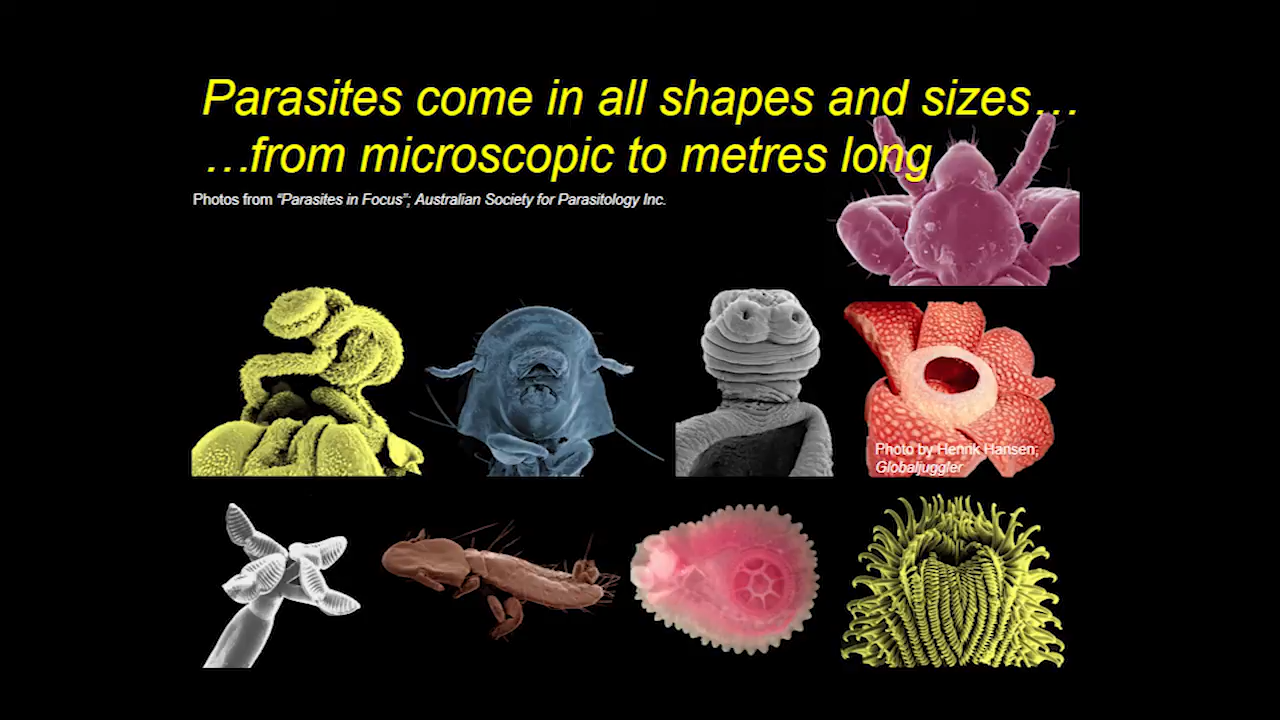 Parasites come in all shapes and sizes…
…from microscopic to metres long
Photos from “Parasites in Focus”; Australian Society for Parasitology Inc.
Photo by Henrik Hansen;
Globaljuggler